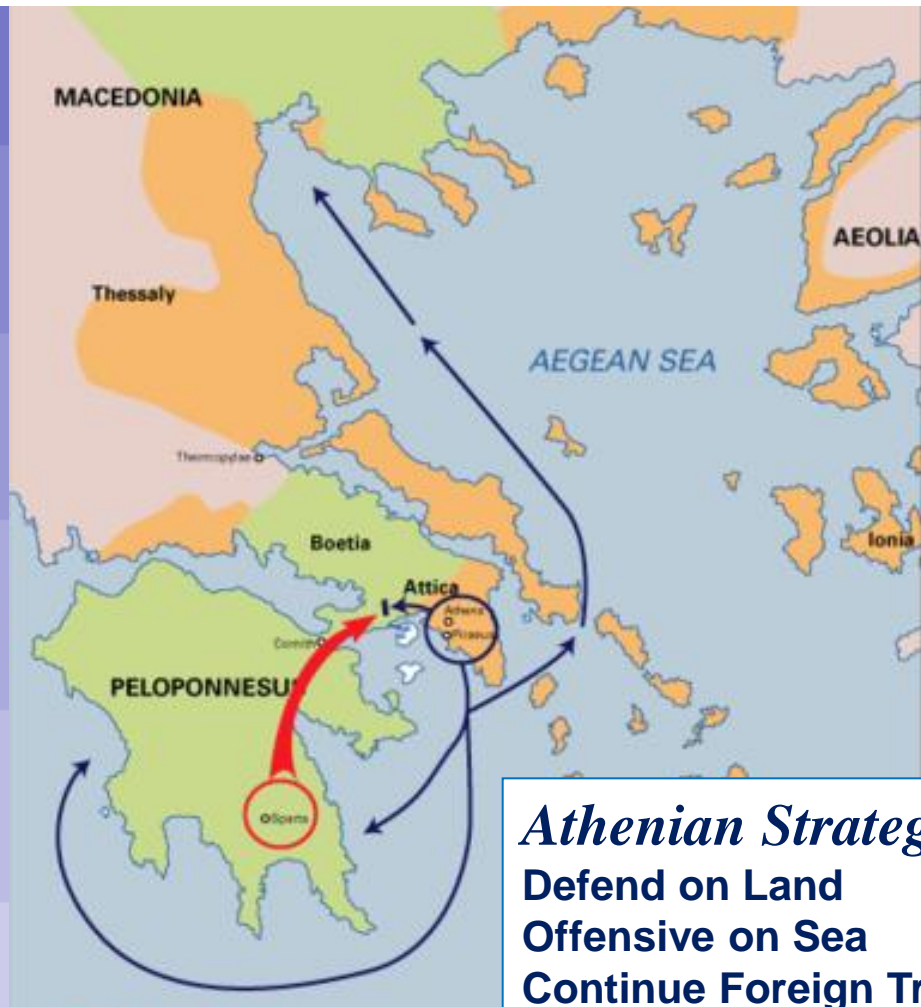 MACEDONIA
AEOLIA
Thessaly
AEGEAN SEA
Thermopylae
Boetia
Ionia
Attica
Athens
Piraeus
Corinth
PELOPONNESU
Sparta
Athenian Strateg
Defend on Land
Offensive on Sea
Continue Foreign Tr